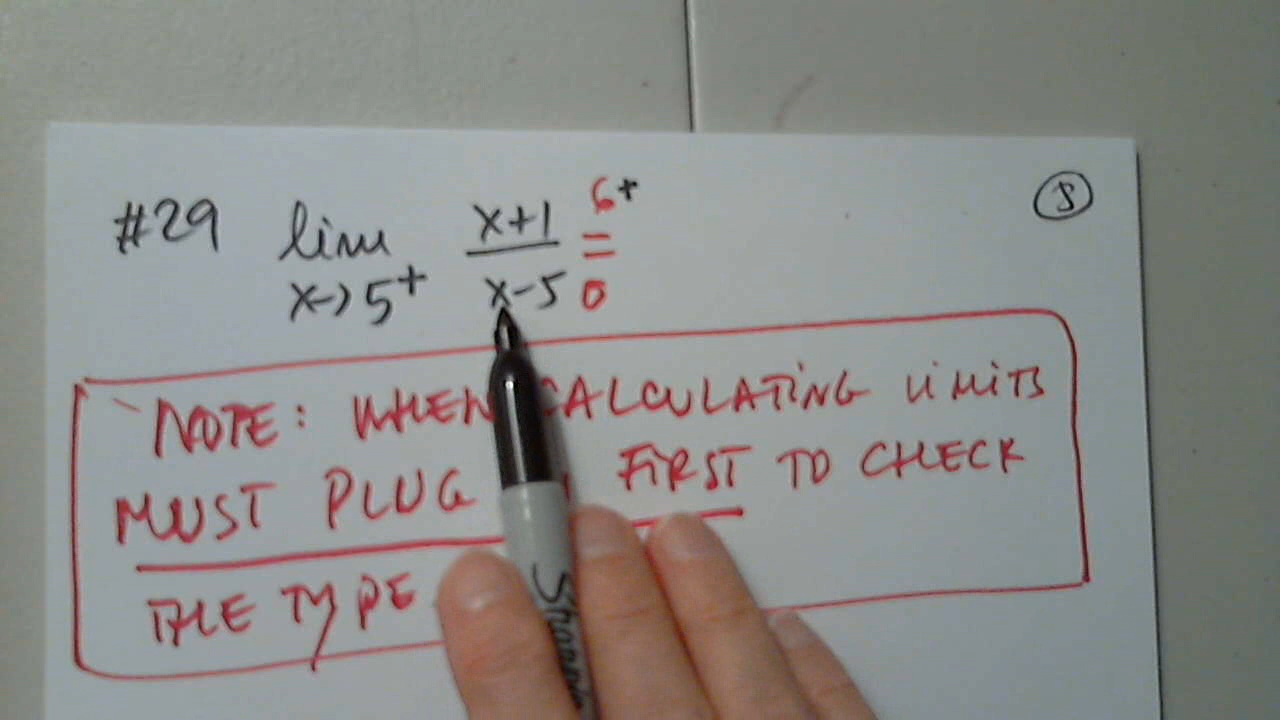 #29 lim x+1 6+
x→5+ x-5 = 0
8
NOTE: WHEN CALCULATING LIMITS
MUST PLUG FIRST TO CHECK
THE TYPE
Sharpie